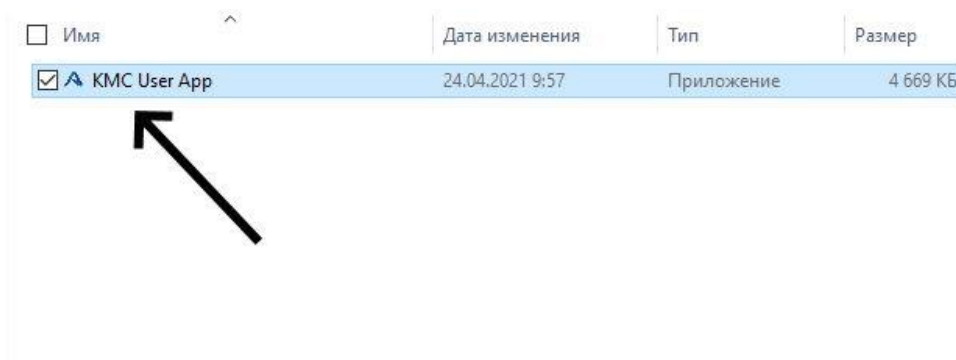 Имя Дата изменения Тип Размер
KMC User App 24.04.2021 9:57 Приложение 4 669 КБ